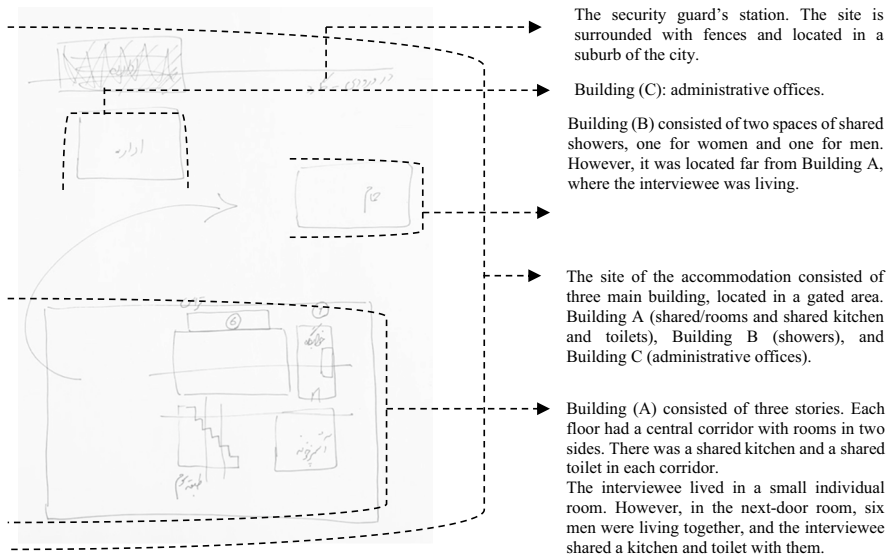 The security guard’s station. The site is
surrounded with fences and located in a
suburb of the city.
Building (C): administrative offices.
Building (B) consisted of two spaces of shared
showers, one for women and one for men.
However, it was located far from Building A,
where the interviewee was living.
اداره
حمام
The site of the accommodation consisted of
three main building, located in a gated area.
Building A (shared/rooms and shared kitchen
and toilets), Building B (showers), and
Building C (administrative offices).
Building (A) consisted of three stories. Each
floor had a central corridor with rooms in two
sides. There was a shared kitchen and a shared
toilet in each corridor.
The interviewee lived in a small individual
room. However, in the next-door room, six
men were living together, and the interviewee
shared a kitchen and toilet with them.